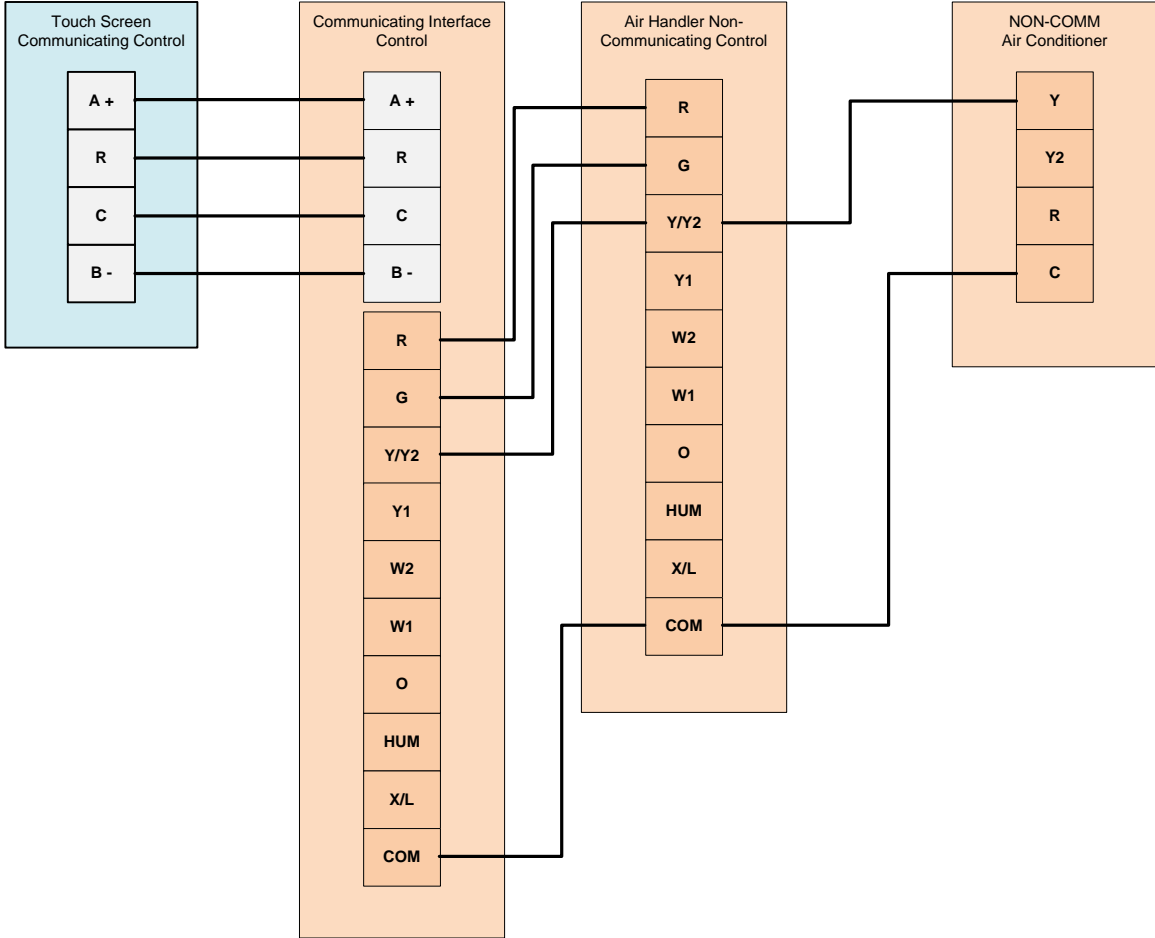 Touch Screen
Communicating Control
A +
R
C
B -
Communicating Interface
Control
A +
R
C
B -
R
G
Y/Y2
Y1
W2
W1
O
HUM
X/L
COM
Air Handler Non-
Communicating Control
R
G
Y/Y2
Y1
W2
W1
O
HUM
X/L
COM
NON-COMM
Air Conditioner
Y
Y2
R
C